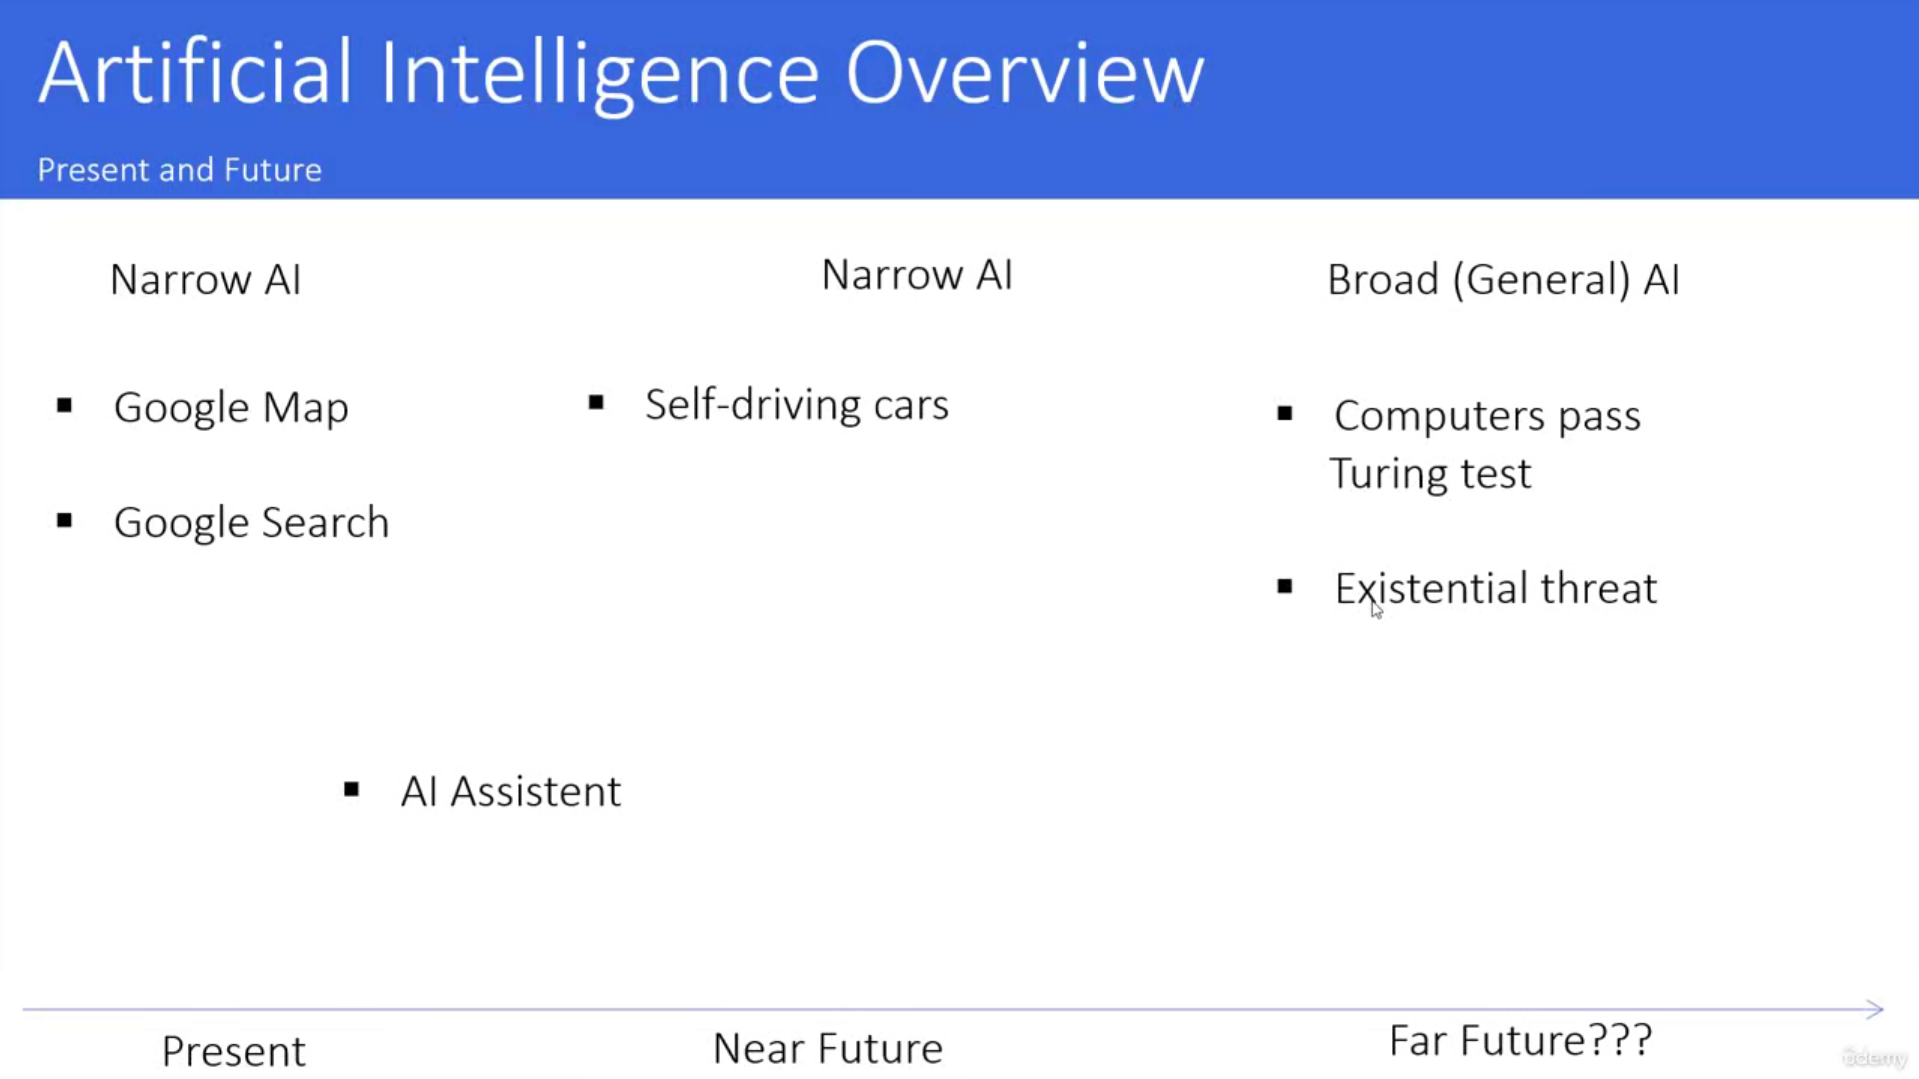 Artificial Intelligence Overview
Present and Future
Narrow AI
Narrow AI
Broad (General) AI
Google Map
Self-driving cars
Computers pass
Turing test
Google Search
Existential threat
AI Assistent
Present
Near Future
Far Future???
ûdemy